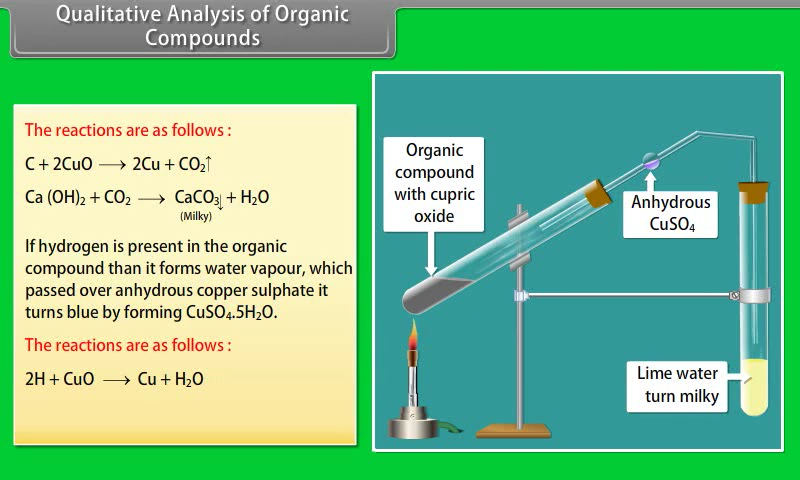 Qualitative Analysis of Organic
Compounds
The reactions are as follows :
C + 2CuO ⟶ 2Cu + CO₂↑
Ca (OH)₂ + CO₂ ⟶ CaCO₃↓ + H₂O
(Milky)
If hydrogen is present in the organic
compound than it forms water vapour, which
passed over anhydrous copper sulphate it
turns blue by forming CuSO₄.5H₂O.
The reactions are as follows :
2H + CuO ⟶ Cu + H₂O
Organic
compound
with cupric
oxide
Anhydrous
CuSO₄
Lime water
turn milky